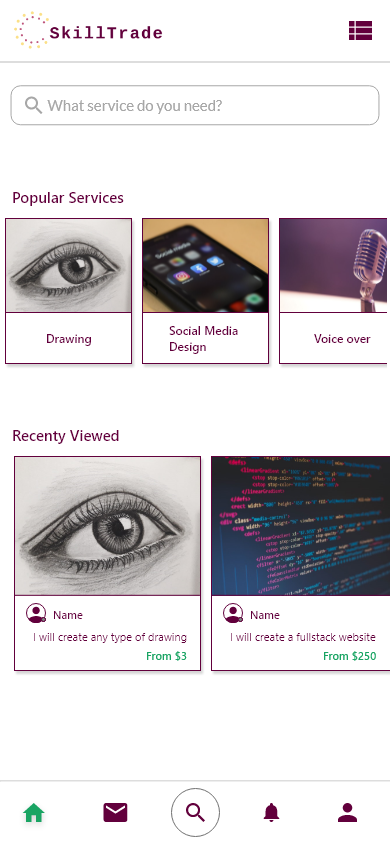 SkillTrade
What service do you need?
Popular Services
Drawing
Social Media
Design
Voice over
Recenty Viewed
Name
I will create any type of drawing
From $3
Name
I will create a fullstack website
From $250